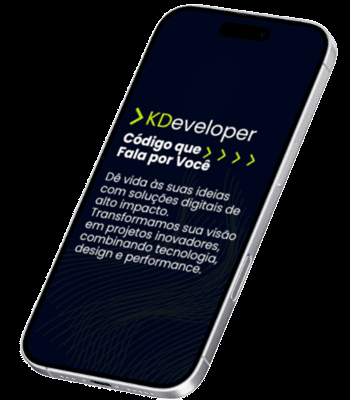 KDeveloper
Código que
Fala por Você
Dê vida às suas ideias
com soluções digitais de
alto impacto.
Transformamos sua visão
em projetos inovadores,
combinando tecnologia,
design e performance.